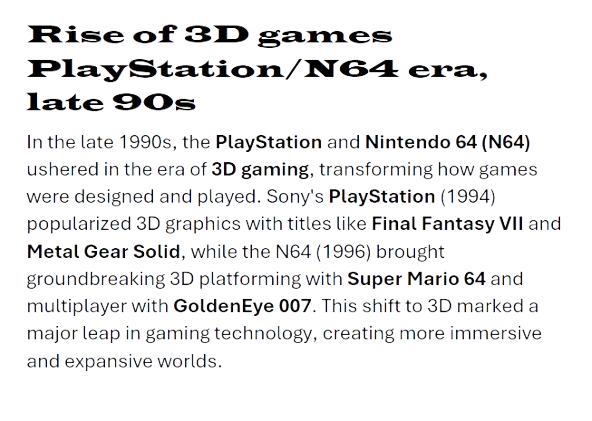 Rise of 3D games
PlayStation/N64 era,
late 90s
In the late 1990s, the PlayStation and Nintendo 64 (N64)
ushered in the era of 3D gaming, transforming how games
were designed and played. Sony's PlayStation (1994)
popularized 3D graphics with titles like Final Fantasy VII and
Metal Gear Solid, while the N64 (1996) brought
groundbreaking 3D platforming with Super Mario 64 and
multiplayer with GoldenEye 007. This shift to 3D marked a
major leap in gaming technology, creating more immersive
and expansive worlds.